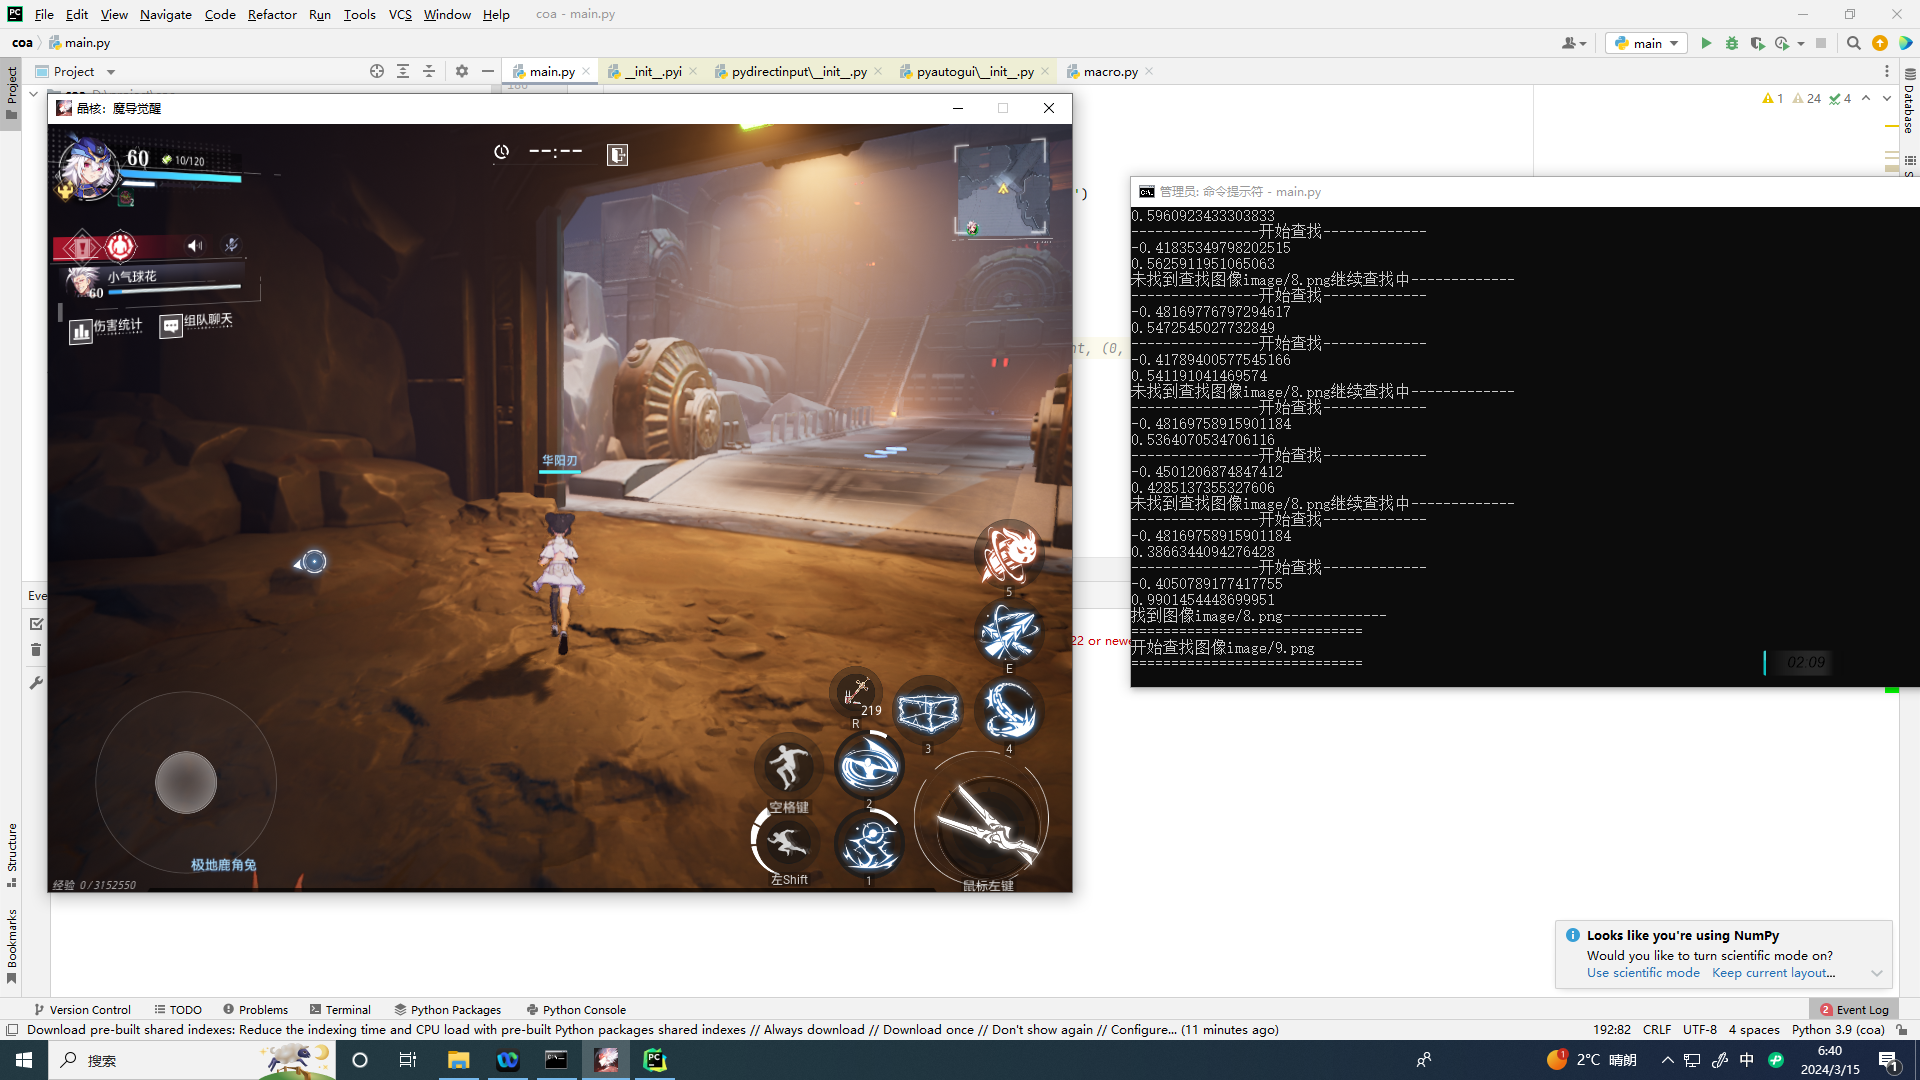 File Edit View Navigate Code Refactor Run Tools VCS Window Help coa - main.py
coa main.py
main
Project
main.py __init__.pyi pydirectinput\__init__.py pyautogui\__init__.py macro.py
1 24 4
Project
Database
Structure
Bookmarks
晶核：魔导觉醒
60 10/120
2
--:--
小气球花
60
伤害统计 组队聊天
华阳刃
5
E
219
R
3
4
空格键
2
左Shift
1
鼠标左键
极地鹿角兔
经验 0/3152550
')
nt, (0,
Eve
22 or newe
管理员: 命令提示符 - main.py
0.5960923433303833
----------------开始查找-------------
-0.41835349798202515
0.5625911951065063
未找到查找图像image/8.png继续查找中-------------
----------------开始查找-------------
-0.48169776797294617
0.5472545027732849
----------------开始查找-------------
-0.41789400577545166
0.541191041469574
未找到查找图像image/8.png继续查找中-------------
----------------开始查找-------------
-0.48169758915901184
0.5364070534706116
----------------开始查找-------------
-0.4501206874847412
0.4285137355327606
未找到查找图像image/8.png继续查找中-------------
----------------开始查找-------------
-0.48169758915901184
0.3866344094276428
----------------开始查找-------------
-0.4050789177417755
0.9901454448699951
找到图像image/8.png-------------
=============================
开始查找图像image/9.png
=============================
02:09
Looks like you're using NumPy
Would you like to turn scientific mode on?
Use scientific mode Keep current layout...
Version Control TODO Problems Terminal Python Packages Python Console
2 Event Log
Download pre-built shared indexes: Reduce the indexing time and CPU load with pre-built Python packages shared indexes // Always download // Download once // Don't show again // Configure... (11 minutes ago)
192:82 CRLF UTF-8 4 spaces Python 3.9 (coa)
搜索
1 2°C 晴朗
中
6:40
2024/3/15
1